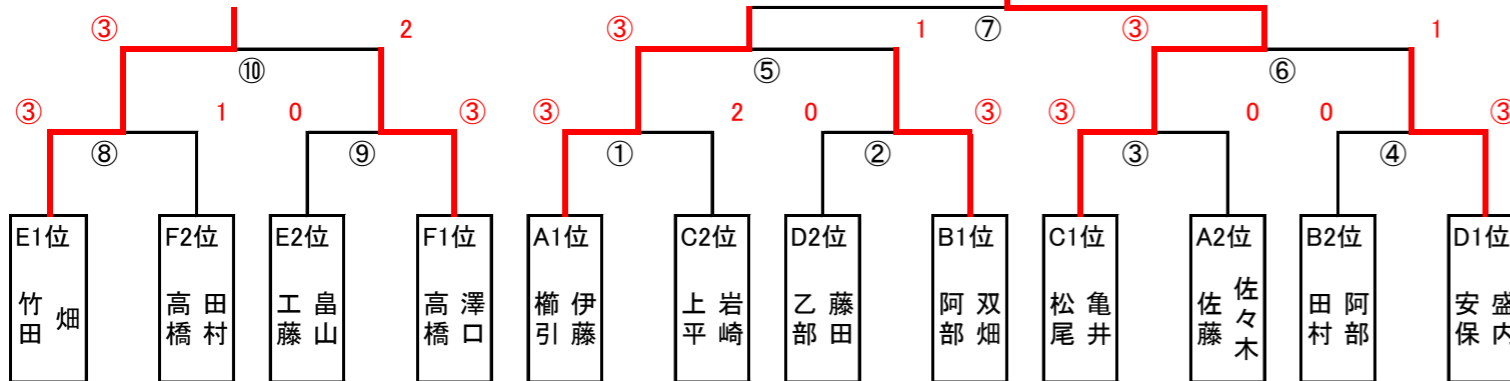 ③ 2 ③ 1 ⑦ ③ 1
⑩ ⑤ ⑥
③ 1 0 ③ ③ 2 0 ③ ③ 0 0 ③
⑧ ⑨ ① ② ③ ④
E1位 F2位 E2位 F1位 A1位 C2位 D2位 B1位 C1位 A2位 B2位 D1位
竹田 畑
高橋 田村
工藤 畠山
高橋 澤口
櫛引 伊藤
上平 岩崎
乙部 藤田
阿部 双畑
松尾 亀井
佐藤 佐々木
田村 阿部
安保 盛内